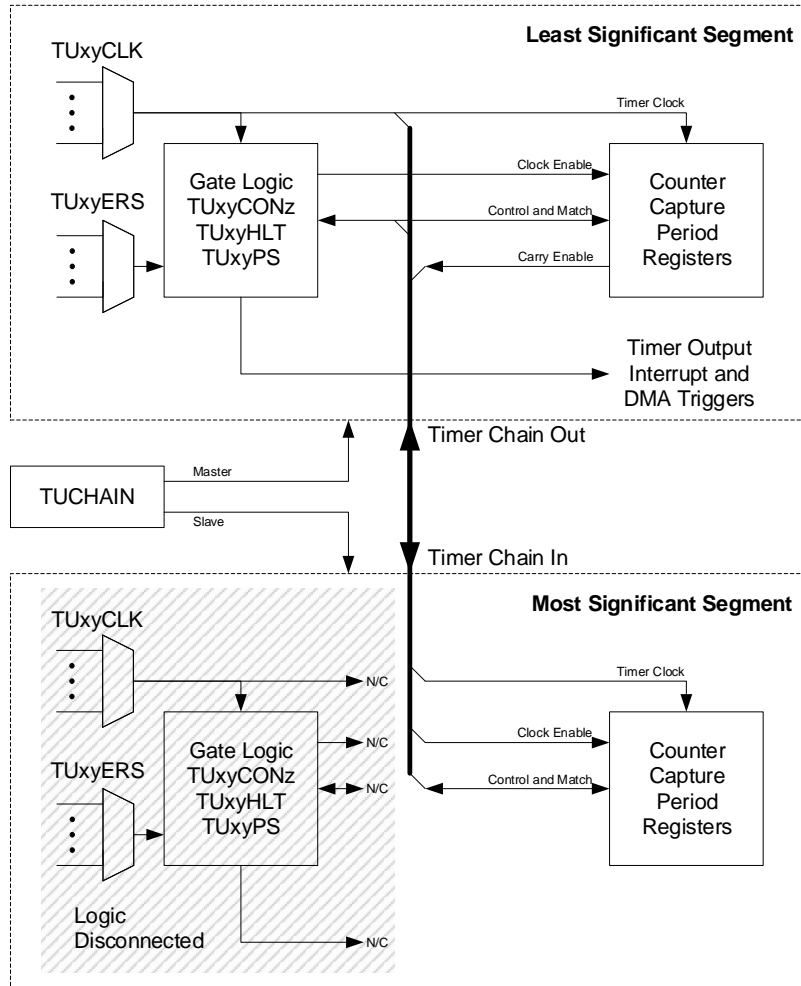 Least Significant Segment
TUxyCLK
Timer Clock
Gate Logic
TUxyCONz
TUxyHLT
TUxyPS
Clock Enable
Control and Match
Carry Enable
Counter
Capture
Period
Registers
TUxyERS
Timer Output
Interrupt and
DMA Triggers
Timer Chain Out
TUCHAIN
Master
Slave
Timer Chain In
Most Significant Segment
TUxyCLK
N/C
Timer Clock
Gate Logic
TUxyCONz
TUxyHLT
TUxyPS
N/C
N/C
Clock Enable
Control and Match
Counter
Capture
Period
Registers
TUxyERS
Logic
Disconnected
N/C